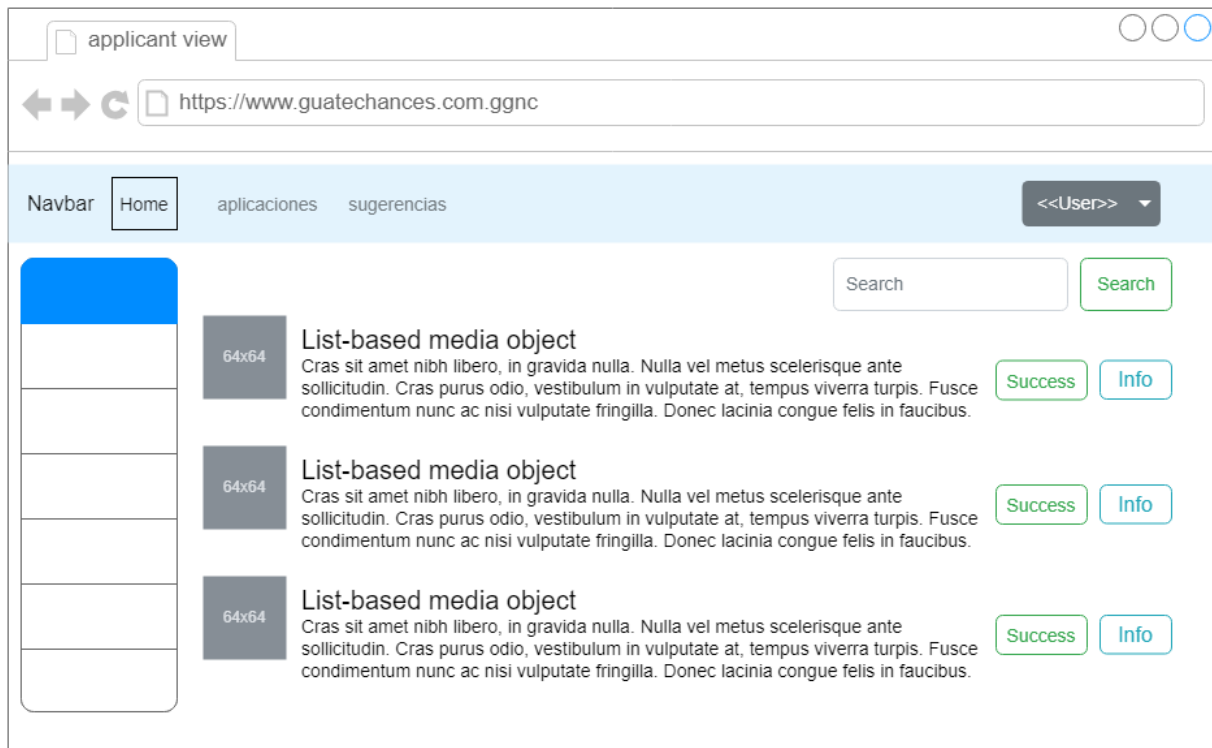 applicant view
https://www.guatechances.com.ggnc
Navbar Home aplicaciones sugerencias <<User>>
Search Search
64x64
List-based media object
Cras sit amet nibh libero, in gravida nulla. Nulla vel metus scelerisque ante
sollicitudin. Cras purus odio, vestibulum in vulputate at, tempus viverra turpis. Fusce
condimentum nunc ac nisi vulputate fringilla. Donec lacinia congue felis in faucibus.
Success Info
64x64
List-based media object
Cras sit amet nibh libero, in gravida nulla. Nulla vel metus scelerisque ante
sollicitudin. Cras purus odio, vestibulum in vulputate at, tempus viverra turpis. Fusce
condimentum nunc ac nisi vulputate fringilla. Donec lacinia congue felis in faucibus.
Success Info
64x64
List-based media object
Cras sit amet nibh libero, in gravida nulla. Nulla vel metus scelerisque ante
sollicitudin. Cras purus odio, vestibulum in vulputate at, tempus viverra turpis. Fusce
condimentum nunc ac nisi vulputate fringilla. Donec lacinia congue felis in faucibus.
Success Info